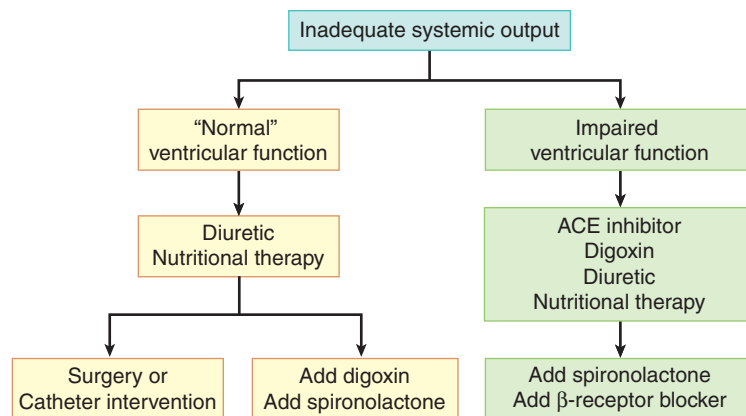 Inadequate systemic output
“Normal”
ventricular function
Impaired
ventricular function
Diuretic
Nutritional therapy
ACE inhibitor
Digoxin
Diuretic
Nutritional therapy
Surgery or
Catheter intervention
Add digoxin
Add spironolactone
Add spironolactone
Add β-receptor blocker